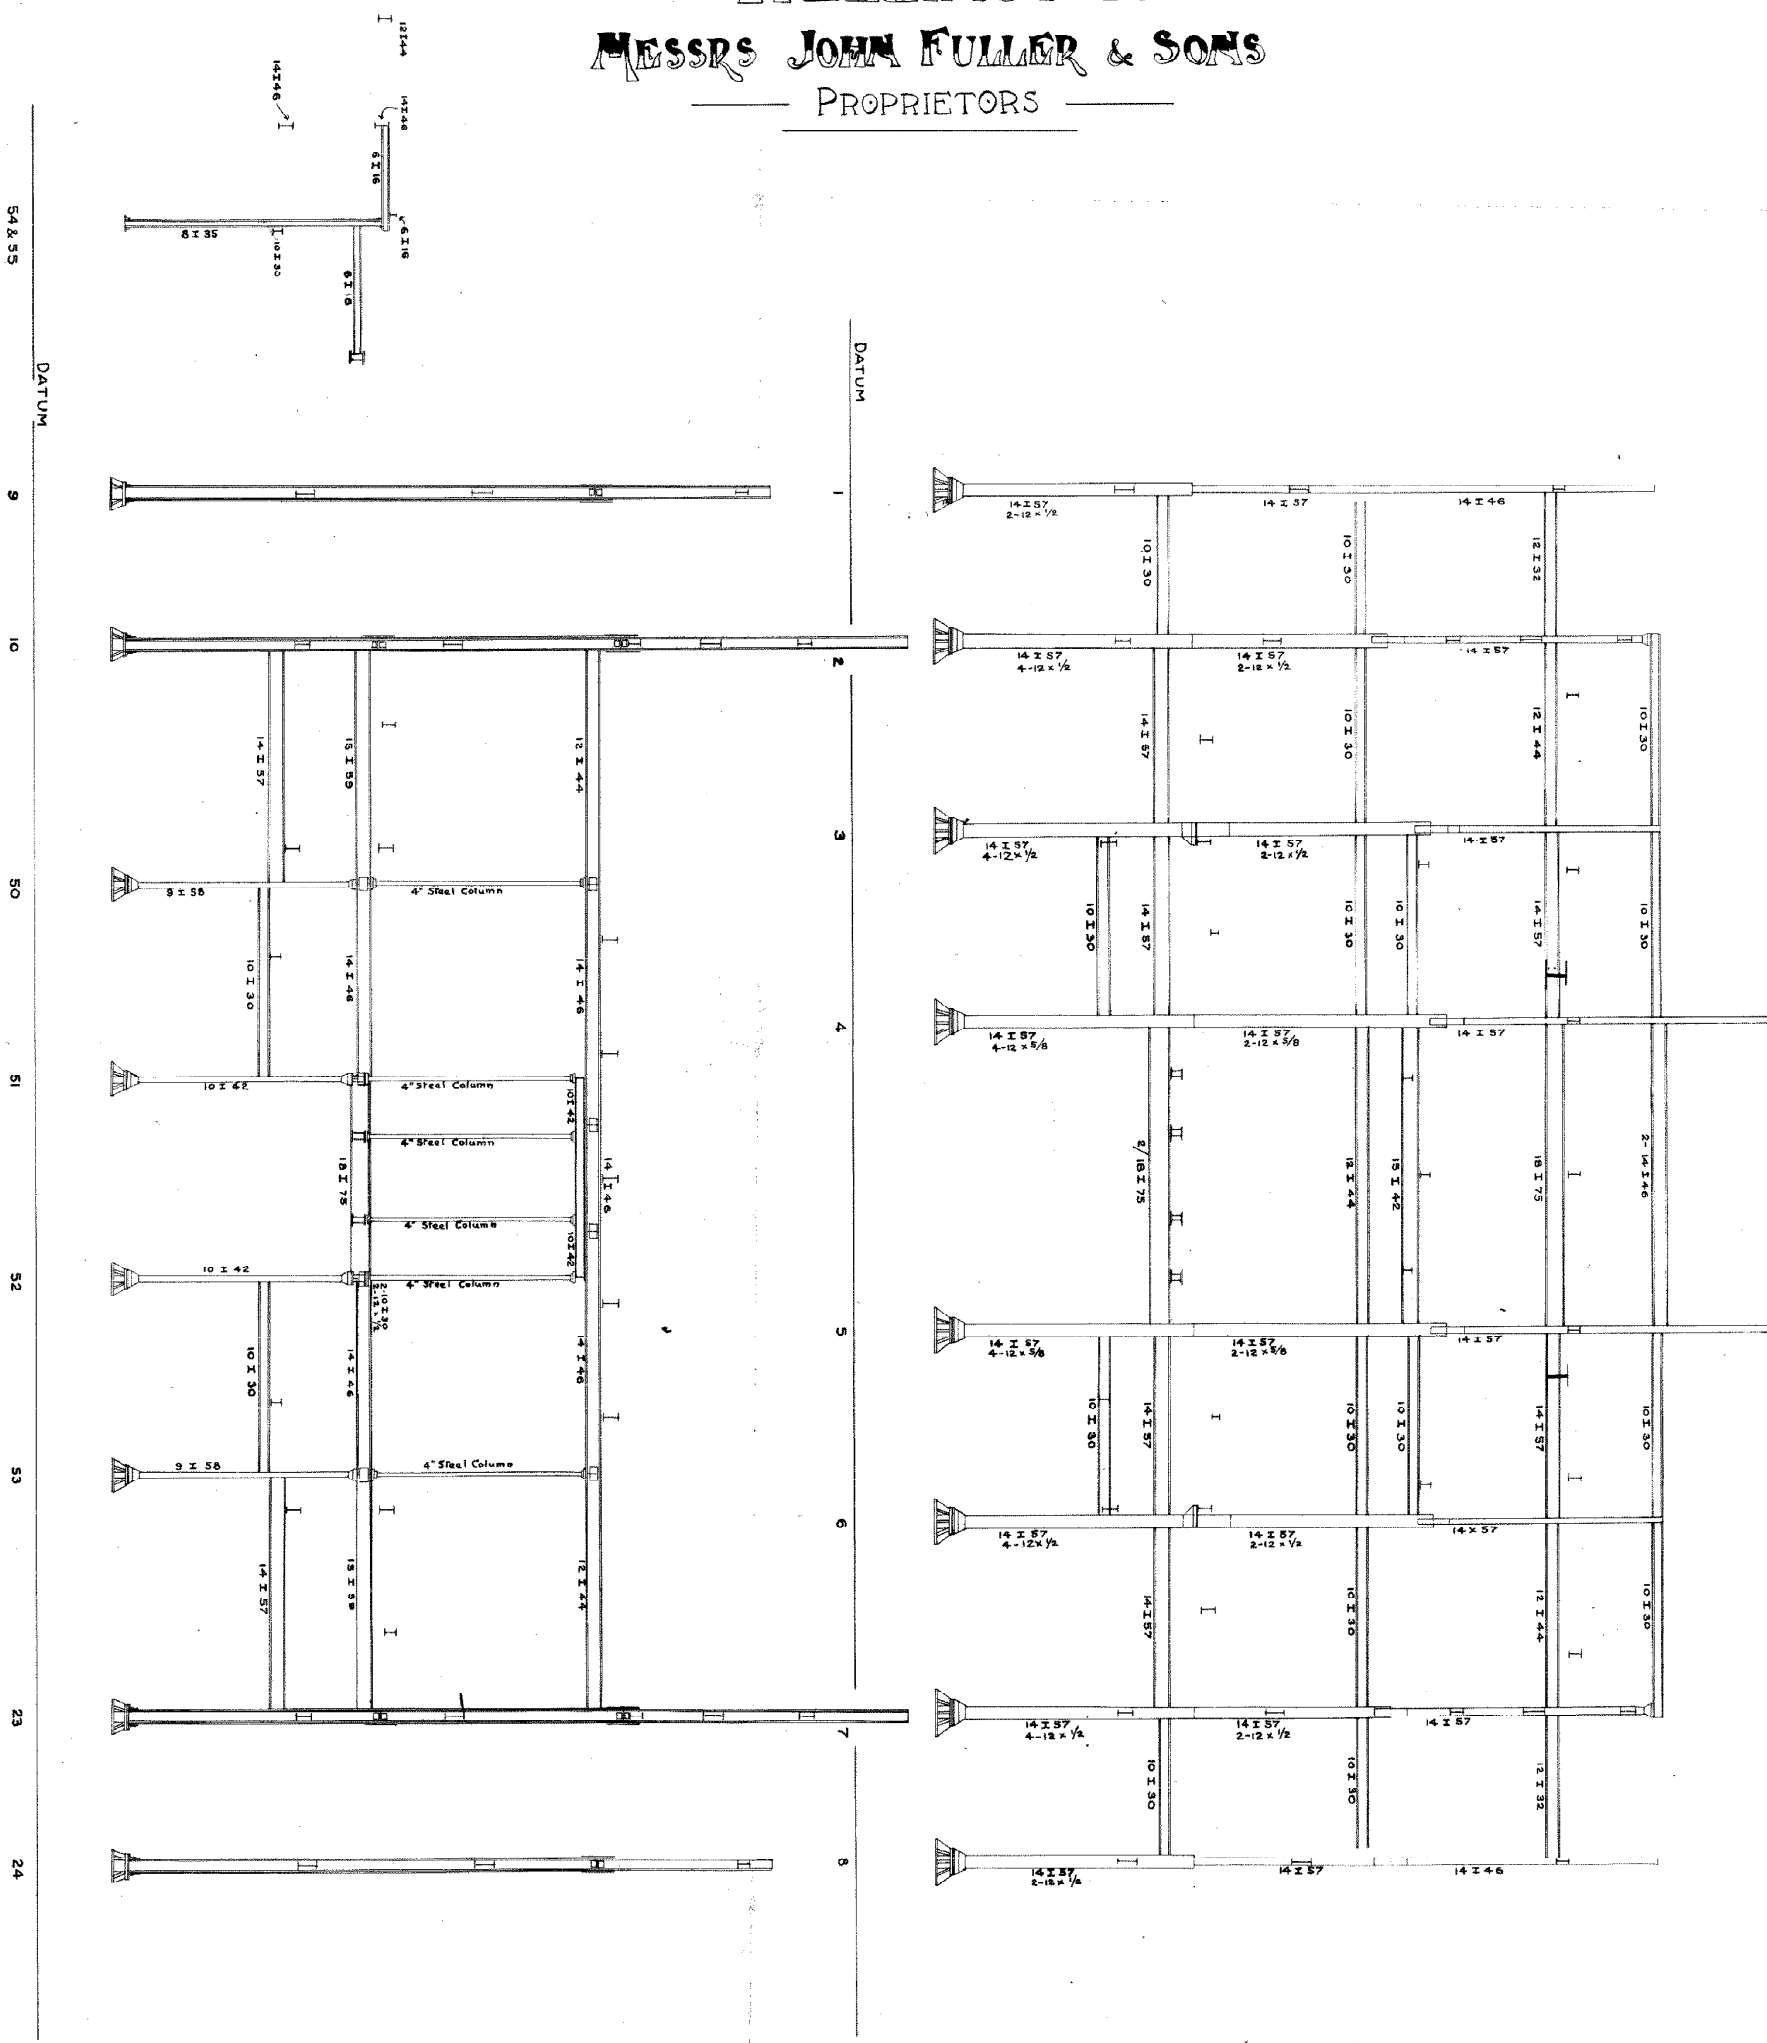 MESSRS JOHN FULLER & SONS
PROPRIETORS
12 I 44
14 I 46
14 I 46
6 I 16
6 I 16
8 I 35
10 I 30
6 I 16
54 & 55
DATUM
DATUM
9
10
50
51
52
53
23
24
14 I 57
15 I 59
12 I 44
9 I 58
4" Steel Column
10 I 30
14 I 46
14 I 46
10 I 42
4" Steel Column
10 I 42
4" Steel Column
18 I 75
14 I 46
4" Steel Column
10 I 42
10 I 42
4" Steel Column
2-10 I 30
2-12 x 1/2
10 I 30
14 I 46
14 I 46
9 I 58
4" Steel Column
14 I 57
15 I 59
12 I 44
1
2
3
4
5
6
7
8
14 I 57
2-12 x 1/2
14 I 57
14 I 46
10 I 30
10 I 30
12 I 32
14 I 57
4-12 x 1/2
14 I 57
2-12 x 1/2
14 I 57
14 I 57
10 I 30
12 I 44
10 I 30
14 I 57
4-12 x 1/2
14 I 57
2-12 x 1/2
14 I 57
10 I 30
14 I 57
10 I 30
10 I 30
14 I 57
10 I 30
14 I 57
4-12 x 5/8
14 I 57
2-12 x 5/8
14 I 57
2/18 I 75
12 I 44
15 I 42
18 I 75
2-14 I 46
14 I 57
4-12 x 5/8
14 I 57
2-12 x 5/8
14 I 57
10 I 30
14 I 57
10 I 30
10 I 30
14 I 57
10 I 30
14 I 57
4-12 x 1/2
14 I 57
2-12 x 1/2
14 x 57
14 I 57
10 I 30
12 I 44
10 I 30
14 I 57
4-12 x 1/2
14 I 57
2-12 x 1/2
14 I 57
10 I 30
10 I 30
12 I 32
14 I 57
2-12 x 1/2
14 I 57
14 I 46